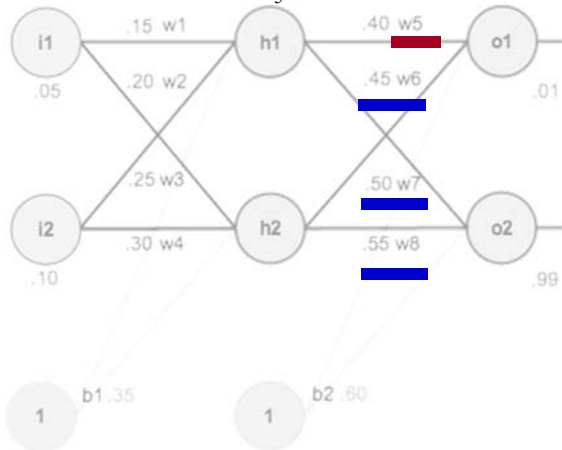 i1
.15 w1
h1
.40 w5
o1
.05
.20 w2
.45 w6
.01
.25 w3
.50 w7
i2
.30 w4
h2
.55 w8
o2
.10
.99
b1 .35
b2 .60
1
1